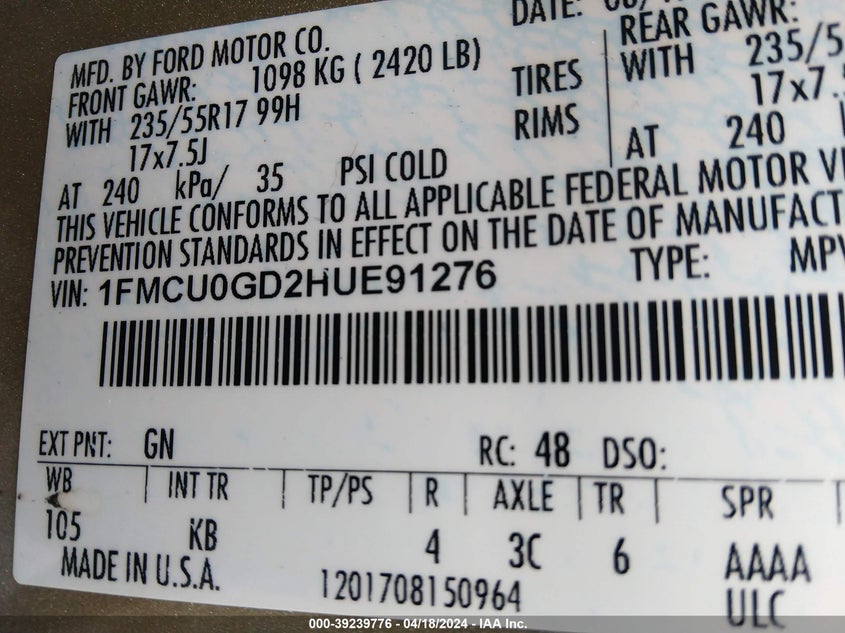 MFD. BY FORD MOTOR CO.
DATE:
FRONT GAWR: 1098 KG ( 2420 LB)
REAR GAWR:
WITH 235/55R17 99H
TIRES
WITH 235/5
17x7.5J
RIMS
17x7.
AT 240 kPa/ 35 PSI COLD
AT 240
THIS VEHICLE CONFORMS TO ALL APPLICABLE FEDERAL MOTOR
PREVENTION STANDARDS IN EFFECT ON THE DATE OF MANUFACT
VIN: 1FMCU0GD2HUE91276
TYPE: MPV
EXT PNT: GN
RC: 48 DSO:
WB INT TR TP/PS R AXLE TR SPR
105 KB 4 3C 6 AAAA
MADE IN U.S.A.
1201708150964
ULC
000-39239776 - 04/18/2024 - IAA Inc.